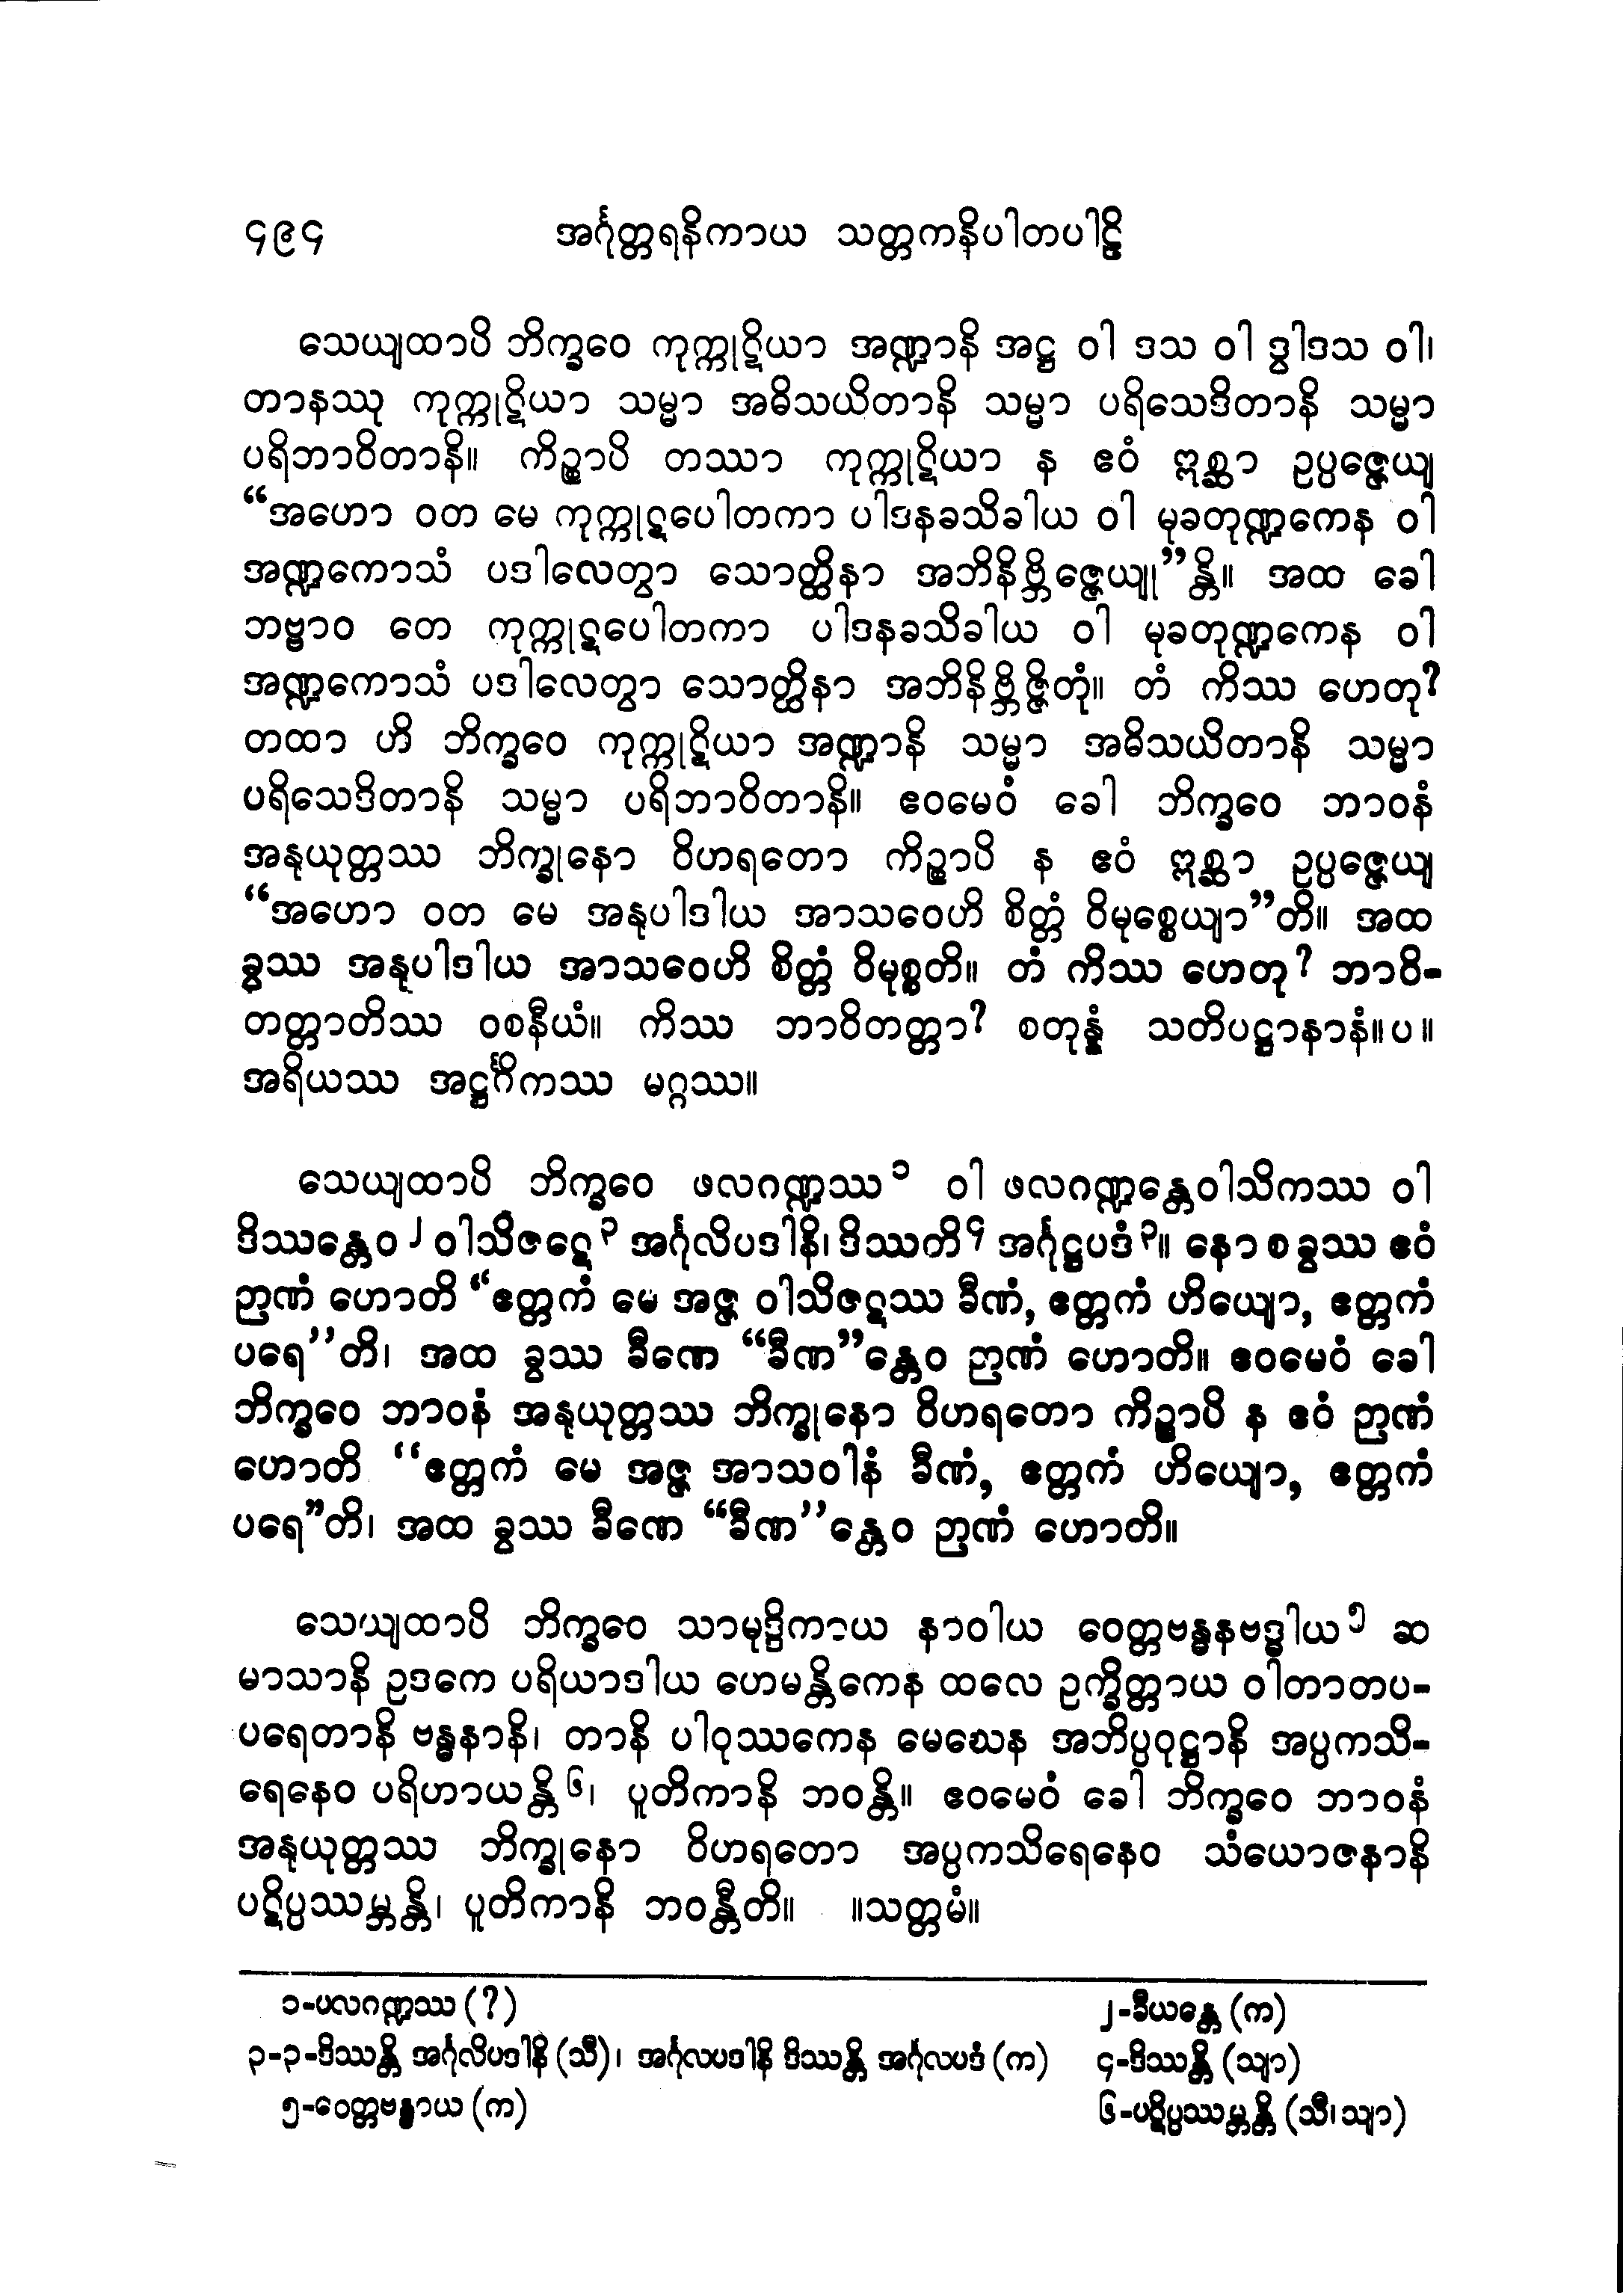 ၄၉၄ အင်္ဂုတ္တရနိကာယ သတ္တကနိပါတပါဠိ
သေယျထာပိ ဘိက္ခဝေ ကုက္ကုဋိယာ အဏ္ဍာနိ အဋ္ဌ ဝါ ဒသ ဝါ ဒွါဒသ ဝါ၊
တာနဿု ကုက္ကုဋိယာ သမ္မာ အဓိသယိတာနိ သမ္မာ ပရိသေဒိတာနိ သမ္မာ
ပရိဘာဝိတာနိ။ ကိဉ္စာပိ တဿာ ကုက္ကုဋိယာ န ဧဝံ ဣစ္ဆာ ဥပ္ပဇ္ဇေယျ
“အဟော ဝတ မေ ကုက္ကုဋပေါတကာ ပါဒနခသိခါယ ဝါ မုခတုဏ္ဍကေန ဝါ
အဏ္ဍကောသံ ပဒါလေတွာ သောတ္ထိနာ အဘိနိဗ္ဘိဇ္ဇေယျု”န္တိ။ အထ ခေါ
ဘဗ္ဗာဝ တေ ကုက္ကုဋပေါတကာ ပါဒနခသိခါယ ဝါ မုခတုဏ္ဍကေန ဝါ
အဏ္ဍကောသံ ပဒါလေတွာ သောတ္ထိနာ အဘိနိဗ္ဘိဇ္ဇိတုံ။ တံ ကိဿ ဟေတု?
တထာ ဟိ ဘိက္ခဝေ ကုက္ကုဋိယာ အဏ္ဍာနိ သမ္မာ အဓိသယိတာနိ သမ္မာ
ပရိသေဒိတာနိ သမ္မာ ပရိဘာဝိတာနိ။ ဧဝမေဝံ ခေါ ဘိက္ခဝေ ဘာဝနံ
အနုယုတ္တဿ ဘိက္ခုနော ဝိဟရတော ကိဉ္စာပိ န ဧဝံ ဣစ္ဆာ ဥပ္ပဇ္ဇေယျ
“အဟော ဝတ မေ အနုပါဒါယ အာသဝေဟိ စိတ္တံ ဝိမုစ္စေယျာ”တိ။ အထ
ခွဿ အနုပါဒါယ အာသဝေဟိ စိတ္တံ ဝိမုစ္စတိ။ တံ ကိဿ ဟေတု? ဘာဝိ-
တတ္တာတိဿ ဝစနီယံ။ ကိဿ ဘာဝိတတ္တာ? စတုန္နံ သတိပဋ္ဌာနာနံ။ပ။
အရိယဿ အဋ္ဌင်္ဂိကဿ မဂ္ဂဿ။
သေယျထာပိ ဘိက္ခဝေ ဖလဂဏ္ဍဿ၁ ဝါ ဖလဂဏ္ဍန္တေဝါသိကဿ ဝါ
ဒိဿန္တေဝ၂ ဝါသိဇဋေ၃ အင်္ဂုလိပဒါနိ၊ ဒိဿတိ၄ အင်္ဂုဋ္ဌပဒံ၃။ နော စ ခွဿ ဧဝံ
ဉာဏံ ဟောတိ “ဧတ္တကံ မေ အဇ္ဇ ဝါသိဇဋဿ ခီဏံ, ဧတ္တကံ ဟိယျော, ဧတ္တကံ
ပရေ”တိ၊ အထ ခွဿ ခီဏေ “ခီဏ”န္တေဝ ဉာဏံ ဟောတိ။ ဧဝမေဝံ ခေါ
ဘိက္ခဝေ ဘာဝနံ အနုယုတ္တဿ ဘိက္ခုနော ဝိဟရတော ကိဉ္စာပိ န ဧဝံ ဉာဏံ
ဟောတိ “ဧတ္တကံ မေ အဇ္ဇ အာသဝါနံ ခီဏံ, ဧတ္တကံ ဟိယျော, ဧတ္တကံ
ပရေ”တိ၊ အထ ခွဿ ခီဏေ “ခီဏ”န္တေဝ ဉာဏံ ဟောတိ။
သေယျထာပိ ဘိက္ခဝေ သာမုဒ္ဒိကာယ နာဝါယ ဝေတ္တဗန္ဓနဗဒ္ဓါယ၅ ဆ
မာသာနိ ဥဒကေ ပရိယာဒါယ ဟေမန္တိကေန ထလေ ဥက္ခိတ္တာယ ဝါတာတပ-
ပရေတာနိ ဗန္ဓနာနိ၊ တာနိ ပါဝုဿကေန မေဃေန အဘိပ္ပဝုဋ္ဌာနိ အပ္ပကသိ-
ရေနေဝ ပရိဟာယန္တိ၆၊ ပူတိကာနိ ဘဝန္တိ။ ဧဝမေဝံ ခေါ ဘိက္ခဝေ ဘာဝနံ
အနုယုတ္တဿ ဘိက္ခုနော ဝိဟရတော အပ္ပကသိရေနေဝ သံယောဇနာနိ
ပဋိပ္ပဿမ္ဘန္တိ၊ ပူတိကာနိ ဘဝန္တီတိ။ ။သတ္တမံ။
၁-ပလဂဏ္ဍဿ (?) ၂-ခီယန္တေ (က)
၃-၃-ဒိဿန္တိ အင်္ဂုလိပဒါနိ (သီ)၊ အင်္ဂုလပဒါနိ ဒိဿန္တိ အင်္ဂုလပဒံ (က) ၄-ဒိဿန္တိ (သျာ)
၅-ဝေတ္တဗန္ဓာယ (က) ၆-ပဋိပ္ပဿမ္ဘန္တိ (သီ၊သျာ)